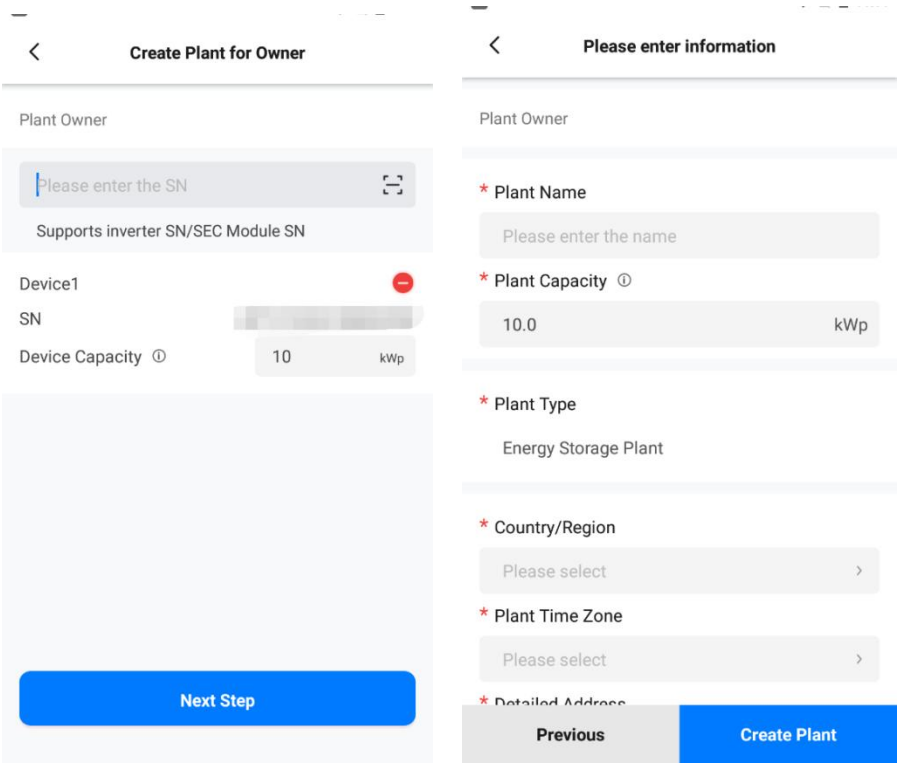 Create Plant for Owner
Plant Owner
Please enter the SN
Supports inverter SN/SEC Module SN
Device1
SN
Device Capacity
10 kWp
Next Step
Please enter information
Plant Owner
* Plant Name
Please enter the name
* Plant Capacity
10.0 kWp
* Plant Type
Energy Storage Plant
* Country/Region
Please select
* Plant Time Zone
Please select
* Detailed Address
Previous
Create Plant